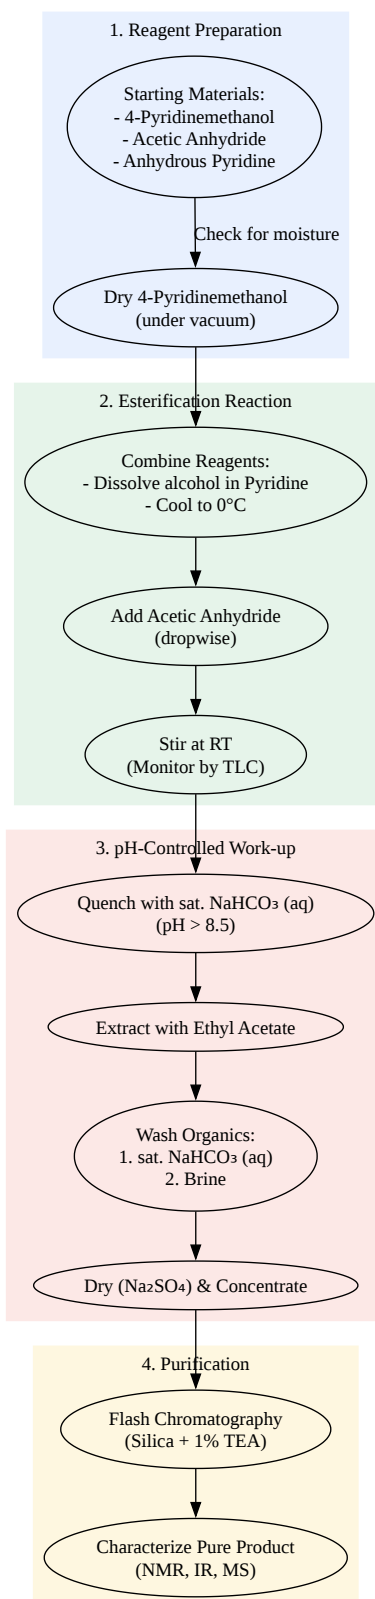 1. Reagent Preparation
Starting Materials:
- 4-Pyridinemethanol
- Acetic Anhydride
- Anhydrous Pyridine
Check for moisture
Dry 4-Pyridinemethanol
(under vacuum)
2. Esterification Reaction
Combine Reagents:
- Dissolve alcohol in Pyridine
- Cool to 0°C
Add Acetic Anhydride
(dropwise)
Stir at RT
(Monitor by TLC)
3. pH-Controlled Work-up
Quench with sat. NaHCO₃ (aq)
(pH > 8.5)
Extract with Ethyl Acetate
Wash Organics:
1. sat. NaHCO₃ (aq)
2. Brine
Dry (Na₂SO₄) & Concentrate
4. Purification
Flash Chromatography
(Silica + 1% TEA)
Characterize Pure Product
(NMR, IR, MS)